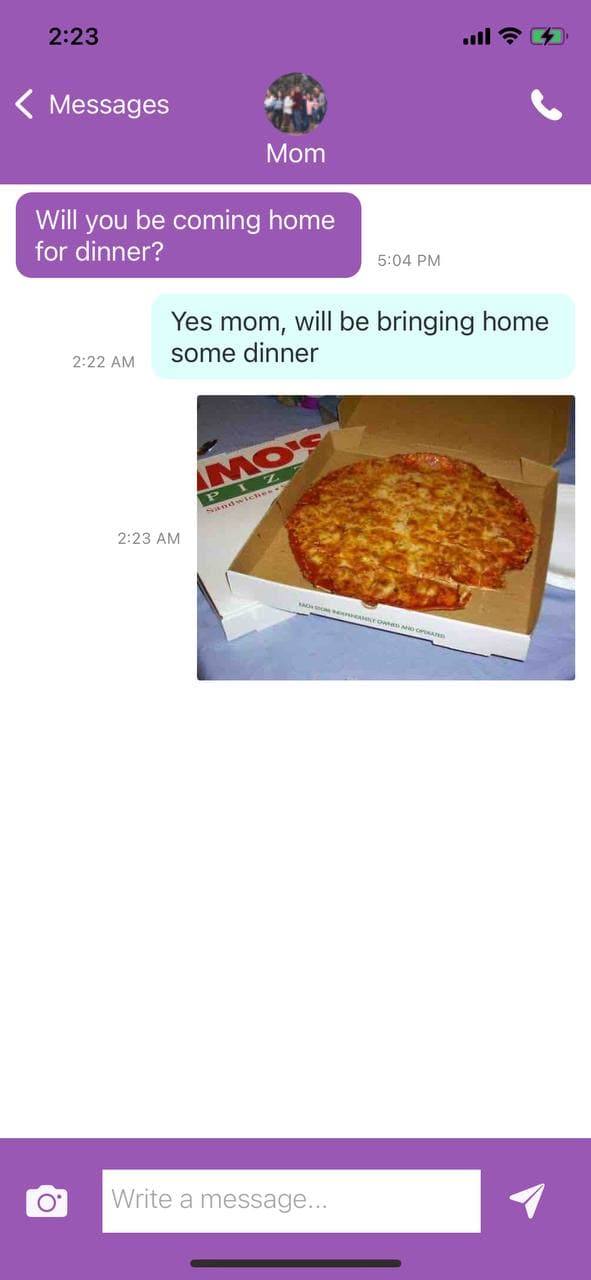 2:23
Messages
Mom
Will you be coming home
for dinner?
5:04 PM
Yes mom, will be bringing home
some dinner
2:22 AM
MO'S
PIZ
Sandwiches
EACH STORE INDEPENDENTLY OWNED AND OPERATED
2:23 AM
Write a message...